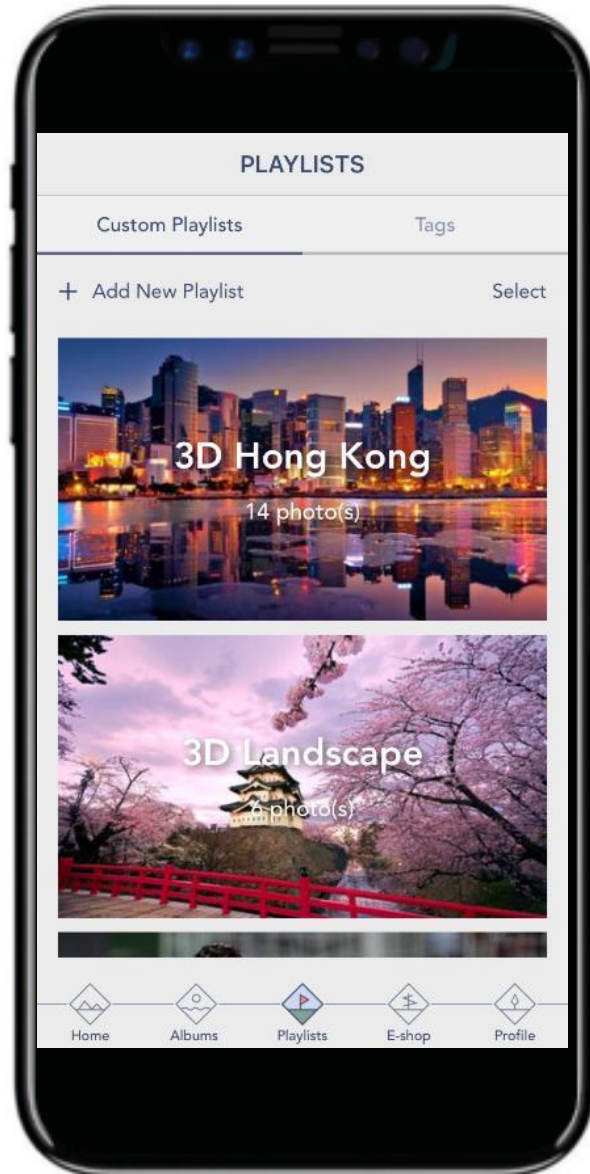 PLAYLISTS
Custom Playlists Tags
+ Add New Playlist Select
3D Hong Kong
14 photo(s)
3D Landscape
6 photo(s)
Home Albums Playlists E-shop Profile